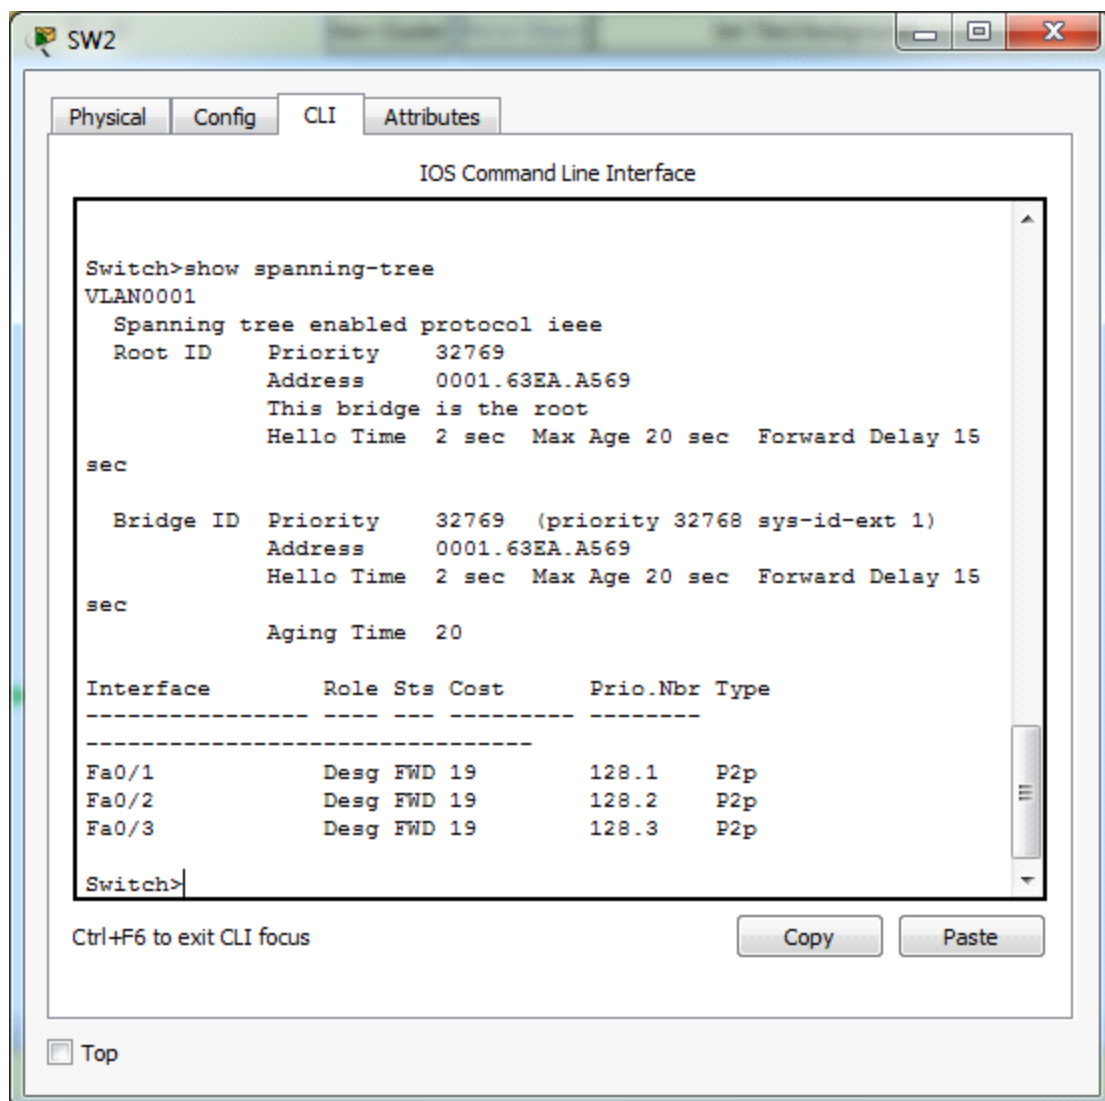 SW2
Physical Config CLI Attributes
IOS Command Line Interface
Switch>show spanning-tree
VLAN0001
  Spanning tree enabled protocol ieee
  Root ID    Priority    32769
             Address     0001.63EA.A569
             This bridge is the root
             Hello Time  2 sec  Max Age 20 sec  Forward Delay 15
sec
  Bridge ID  Priority    32769  (priority 32768 sys-id-ext 1)
             Address     0001.63EA.A569
             Hello Time  2 sec  Max Age 20 sec  Forward Delay 15
sec
             Aging Time  20
Interface        Role Sts Cost      Prio.Nbr Type
---------------- ---- --- --------- --------
--------------------------------
Fa0/1            Desg FWD 19        128.1    P2p
Fa0/2            Desg FWD 19        128.2    P2p
Fa0/3            Desg FWD 19        128.3    P2p
Switch>
Ctrl+F6 to exit CLI focus Copy Paste
Top